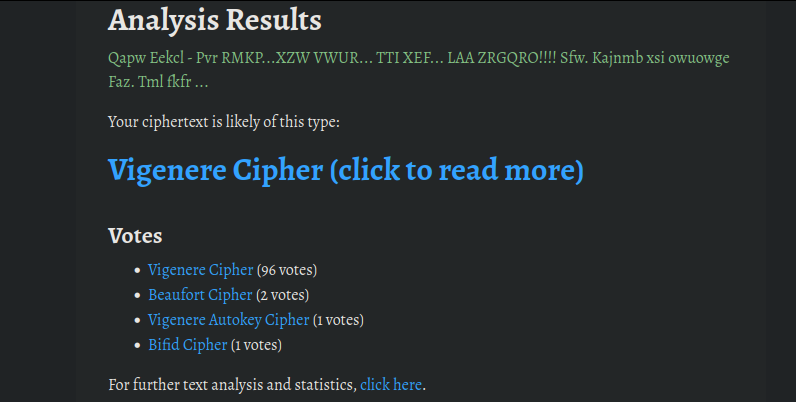 Analysis Results
Qapw Eekcl - Pvr RMKP...XZW VWUR... TTI XEF... LAA ZRGQRO!!!! Sfw. Kajnmb xsi owuowge
Faz. Tml fkfr ...
Your ciphertext is likely of this type:
Vigenere Cipher (click to read more)
Votes
• Vigenere Cipher (96 votes)
• Beaufort Cipher (2 votes)
• Vigenere Autokey Cipher (1 votes)
• Bifid Cipher (1 votes)
For further text analysis and statistics, click here.